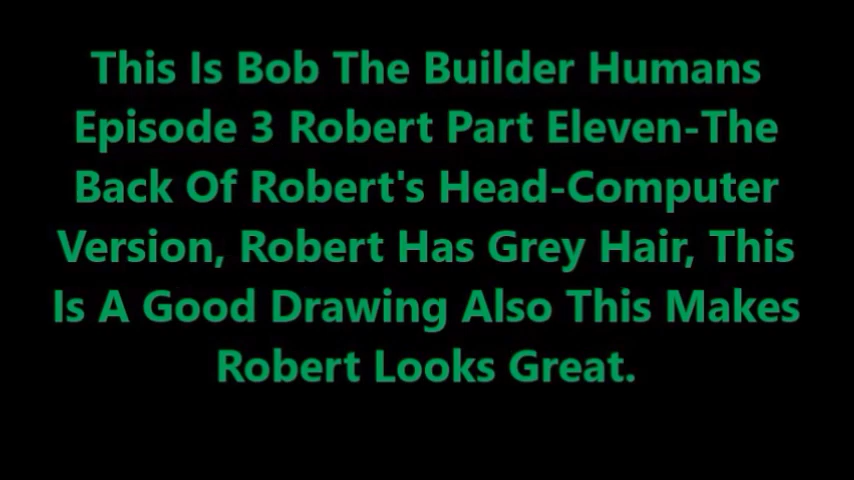 This Is Bob The Builder Humans
Episode 3 Robert Part Eleven-The
Back Of Robert's Head-Computer
Version, Robert Has Grey Hair, This
Is A Good Drawing Also This Makes
Robert Looks Great.